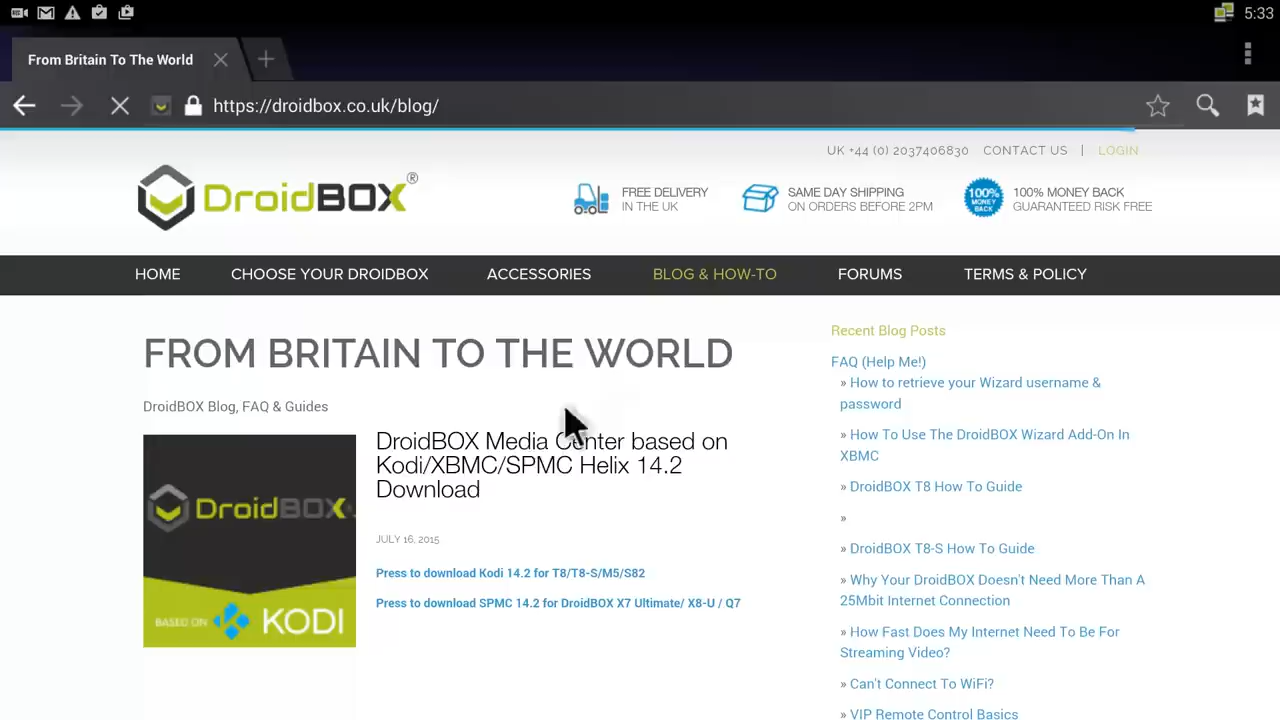 5:33
From Britain To The World
https://droidbox.co.uk/blog/
UK +44 (0) 2037406830 CONTACT US | LOGIN
DroidBOX®
FREE DELIVERY
IN THE UK
SAME DAY SHIPPING
ON ORDERS BEFORE 2PM
100%
MONEY
BACK
100% MONEY BACK
GUARANTEED RISK FREE
HOME CHOOSE YOUR DROIDBOX ACCESSORIES BLOG & HOW-TO FORUMS TERMS & POLICY
FROM BRITAIN TO THE WORLD
DroidBOX Blog, FAQ & Guides
DroidBOX
BASED ON KODI
DroidBOX Media Center based on
Kodi/XBMC/SPMC Helix 14.2
Download
JULY 16, 2015
Press to download Kodi 14.2 for T8/T8-S/M5/S82
Press to download SPMC 14.2 for DroidBOX X7 Ultimate/ X8-U / Q7
Recent Blog Posts
FAQ (Help Me!)
» How to retrieve your Wizard username &
password
» How To Use The DroidBOX Wizard Add-On In
XBMC
» DroidBOX T8 How To Guide
»
» DroidBOX T8-S How To Guide
» Why Your DroidBOX Doesn't Need More Than A
25Mbit Internet Connection
» How Fast Does My Internet Need To Be For
Streaming Video?
» Can't Connect To WiFi?
» VIP Remote Control Basics